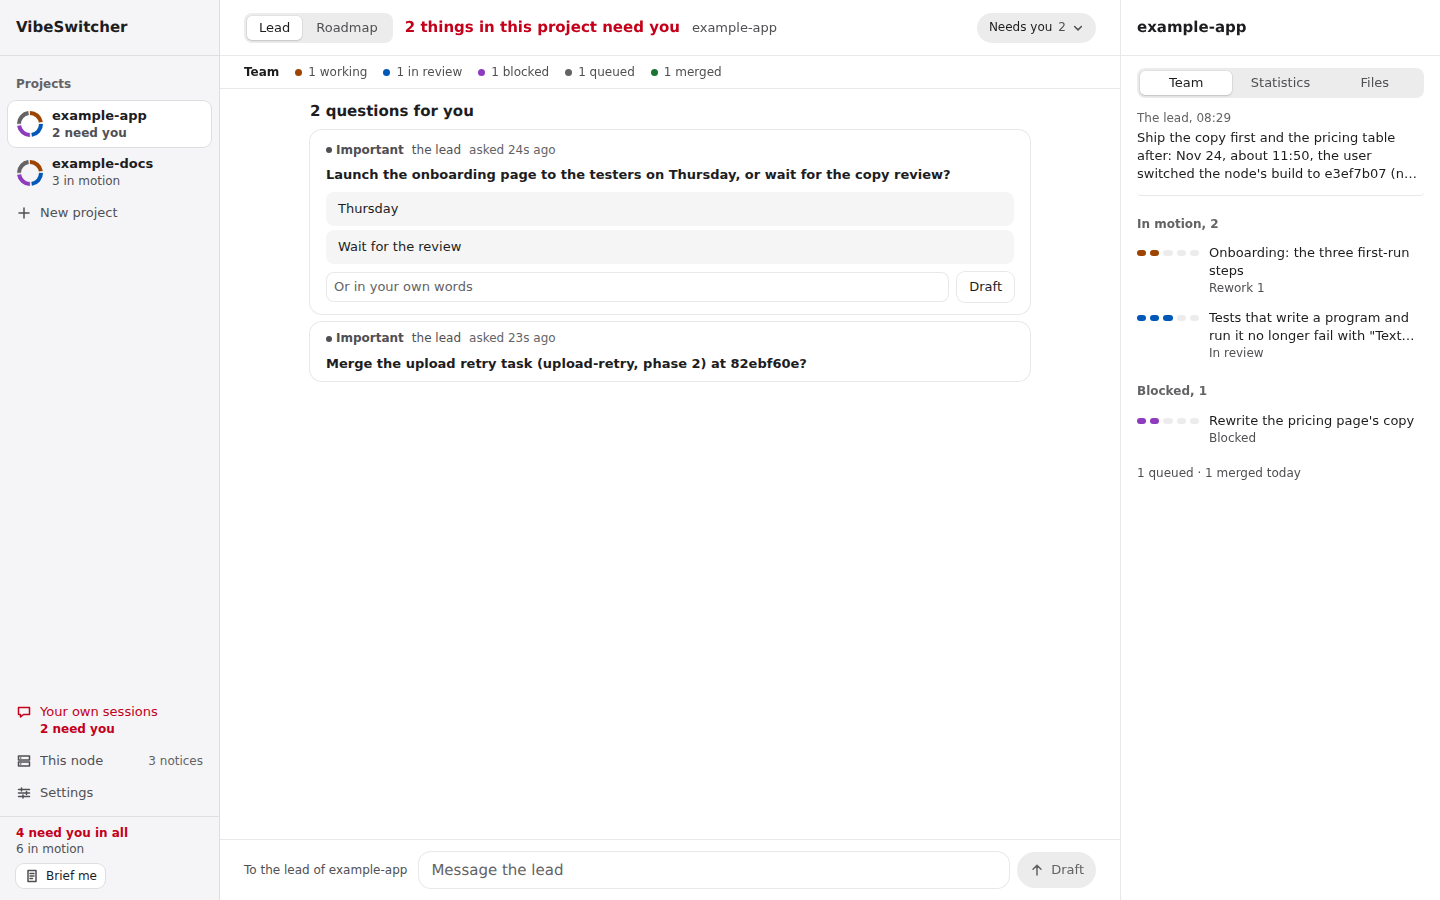 VibeSwitcher
Projects
example-app
2 need you
example-docs
3 in motion
New project
Your own sessions
2 need you
This node
3 notices
Settings
4 need you in all
6 in motion
Brief me
Lead
Roadmap
2 things in this project need you
example-app
Needs you 2
Team
1 working
1 in review
1 blocked
1 queued
1 merged
2 questions for you
Important the lead asked 24s ago
Launch the onboarding page to the testers on Thursday, or wait for the copy review?
Thursday
Wait for the review
Or in your own words
Draft
Important the lead asked 23s ago
Merge the upload retry task (upload-retry, phase 2) at 82ebf60e?
To the lead of example-app
Message the lead
Draft
example-app
Team
Statistics
Files
The lead, 08:29
Ship the copy first and the pricing table
after: Nov 24, about 11:50, the user
switched the node's build to e3ef7b07 (n…
In motion, 2
Onboarding: the three first-run
steps
Rework 1
Tests that write a program and
run it no longer fail with "Text…
In review
Blocked, 1
Rewrite the pricing page's copy
Blocked
1 queued · 1 merged today